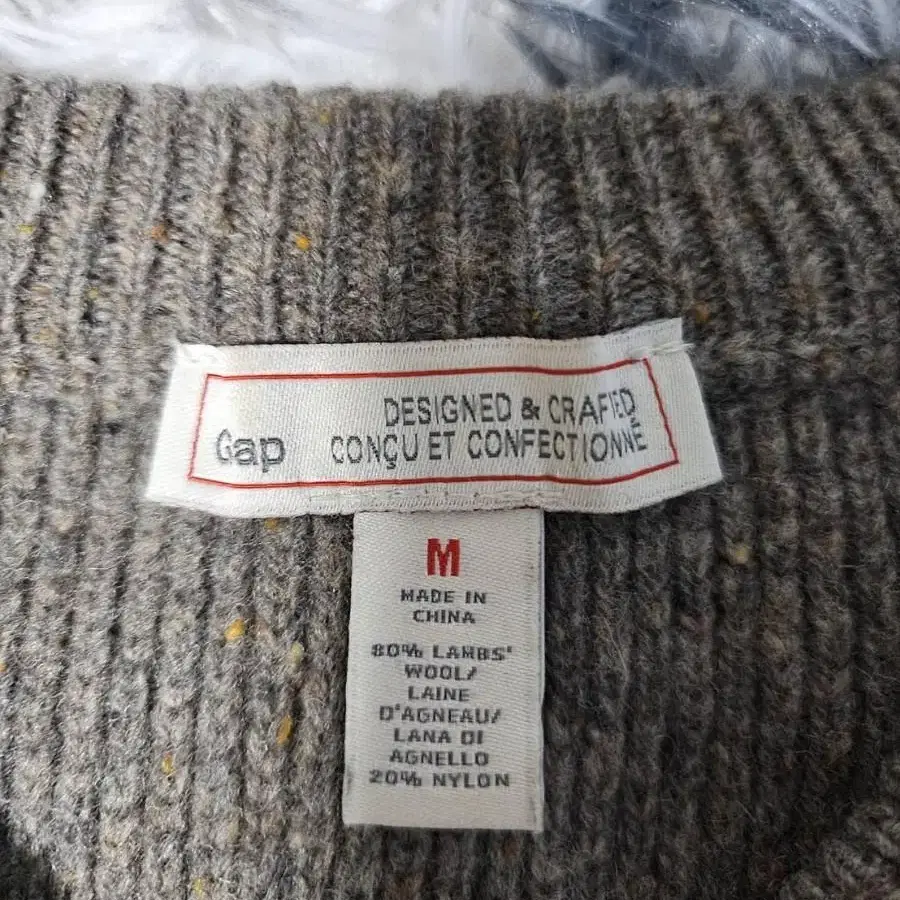 DESIGNED & CRAFTED
Gap CONÇU ET CONFECTIONNÉ
M
MADE IN
CHINA
80% LAMBS'
WOOL/
LAINE
D'AGNEAU/
LANA DI
AGNELLO
20% NYLON